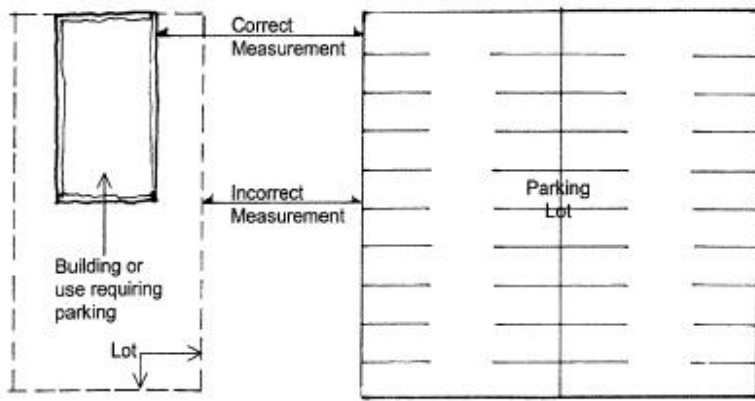 Correct
Measurement
Incorrect
Measurement
Parking
Lot
Building or
use requiring
parking
Lot